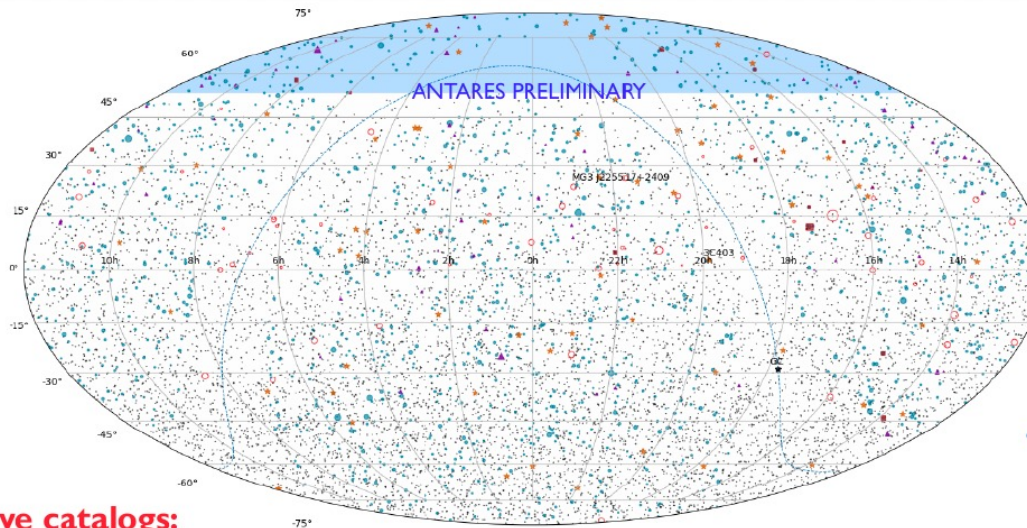 75°
60°
ANTARES PRELIMINARY
45°
30°
MG3 J225517+2409
15°
3C403
0°
10h
8h
6h
4h
2h
0h
22h
20h
18h
16h
14h
-15°
GC
-30°
-45°
-60°
ve catalogs:
-75°